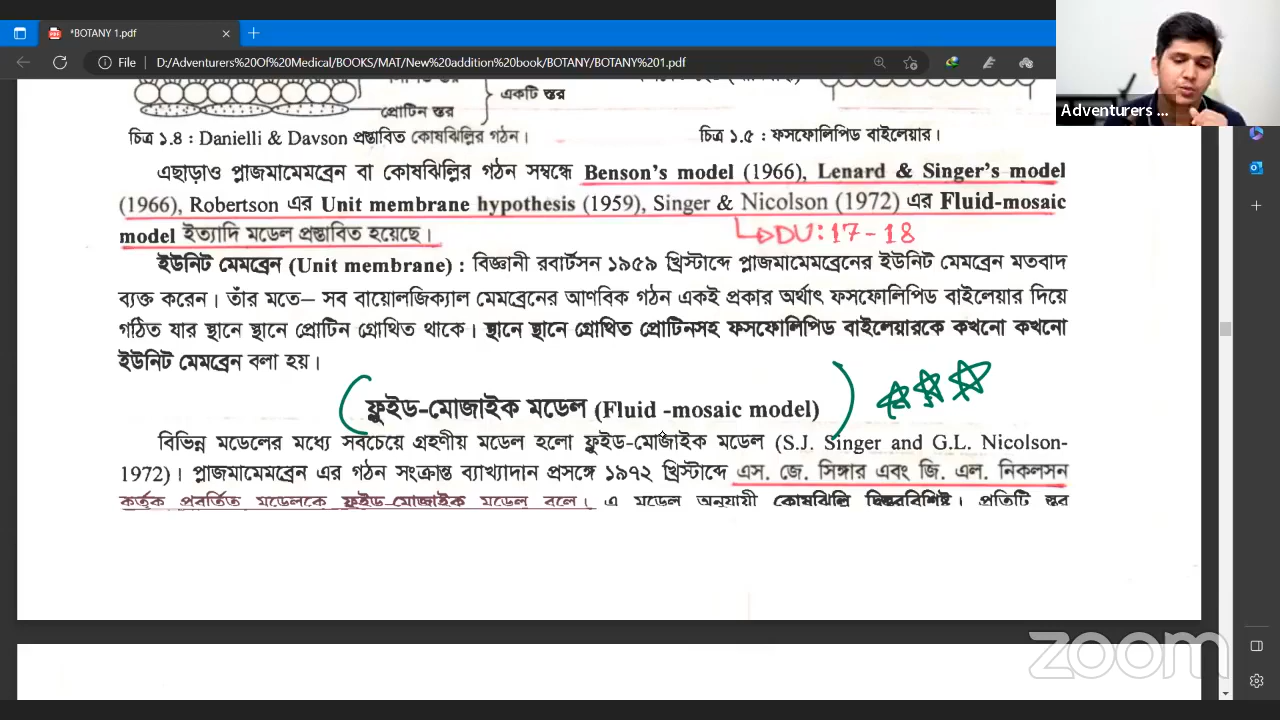 *BOTANY 1.pdf
File D:/Adventurers%20Of%20Medical/BOOKS/MAT/New%20addition%20book/BOTANY/BOTANY%201.pdf
Adventurers ...
একটি স্তর
প্রোটিন স্তর
চিত্র ১.৪ : Danielli & Davson প্রস্তাবিত কোষঝিল্লির গঠন। চিত্র ১.৫ : ফসফোলিপিড বাইলেয়ার।
এছাড়াও প্লাজমামেমব্রেন বা কোষঝিল্লির গঠন সম্বন্ধে Benson's model (1966), Lenard & Singer's model
(1966), Robertson এর Unit membrane hypothesis (1959), Singer & Nicolson (1972) এর Fluid-mosaic
model ইত্যাদি মডেল প্রস্তাবিত হয়েছে।
DU: 17-18
ইউনিট মেমব্রেন (Unit membrane) : বিজ্ঞানী রবার্টসন ১৯৫৯ খ্রিস্টাব্দে প্লাজমামেমব্রেনের ইউনিট মেমব্রেন মতবাদ
ব্যক্ত করেন। তাঁর মতে– সব বায়োলজিক্যাল মেমব্রেনের আণবিক গঠন একই প্রকার অর্থাৎ ফসফোলিপিড বাইলেয়ার দিয়ে
গঠিত যার স্থানে স্থানে প্রোটিন গ্রোথিত থাকে। স্থানে স্থানে গ্রোথিত প্রোটিনসহ ফসফোলিপিড বাইলেয়ারকে কখনো কখনো
ইউনিট মেমব্রেন বলা হয়।
ফ্লুইড-মোজাইক মডেল (Fluid -mosaic model)
বিভিন্ন মডেলের মধ্যে সবচেয়ে গ্রহণীয় মডেল হলো ফ্লুইড-মোজাইক মডেল (S.J. Singer and G.L. Nicolson-
1972)। প্লাজমামেমব্রেন এর গঠন সংক্রান্ত ব্যাখ্যাদান প্রসঙ্গে ১৯৭২ খ্রিস্টাব্দে এস. জে. সিঙ্গার এবং জি. এল. নিকলসন
কর্তৃক প্রবর্তিত মডেলকে ফ্লুইড-মোজাইক মডেল বলে। এ মডেল অনুযায়ী কোষঝিল্লি দ্বিস্তরবিশিষ্ট। প্রতিটি স্তর
zoom